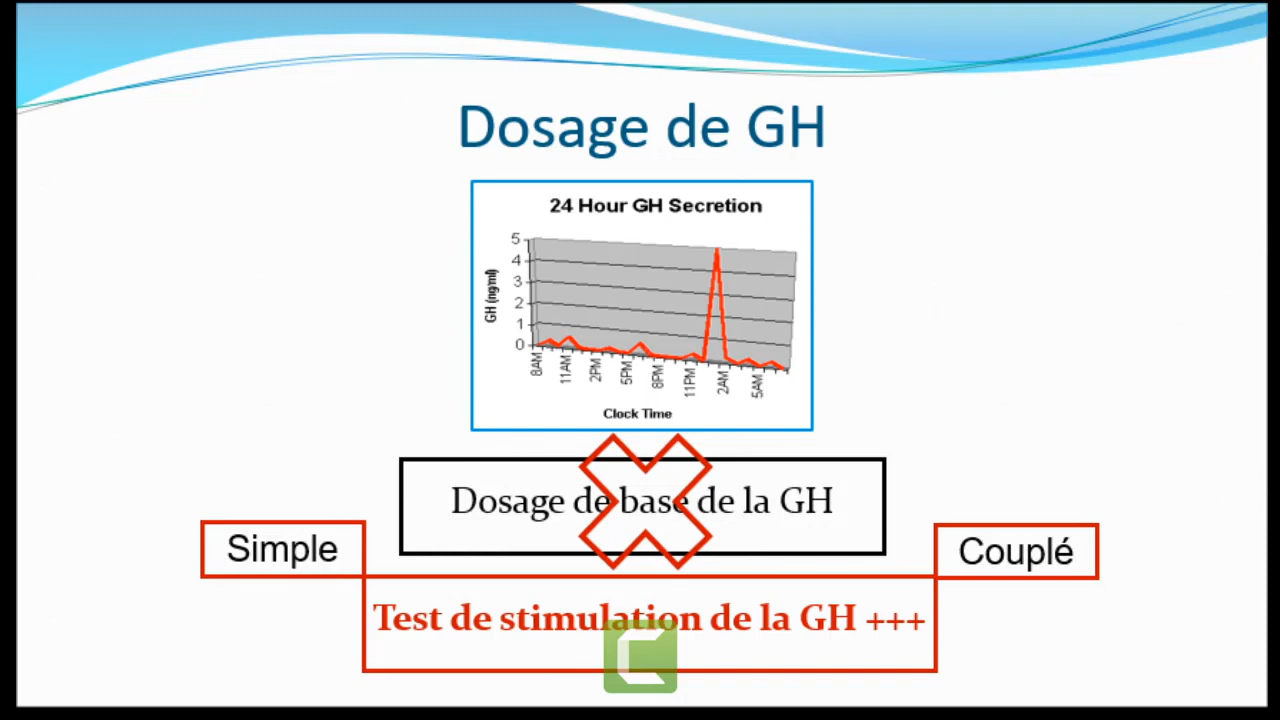 Dosage de GH
24 Hour GH Secretion
5
4
3
2
1
0
GH (ng/ml)
8AM
11AM
2PM
5PM
8PM
11PM
2AM
5AM
Clock Time
Dosage de base de la GH
Simple
Couplé
Test de stimulation de la GH +++